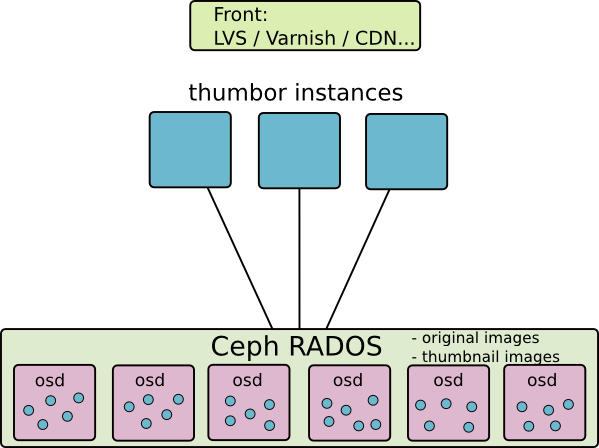 Front:
LVS / Varnish / CDN...
thumbor instances
Ceph RADOS
- original images
- thumbnail images
osd
osd
osd
osd
osd
osd